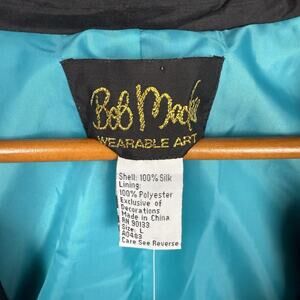 Bob Mackie
WEARABLE ART
Shell: 100% Silk
Lining:
100% Polyester
Exclusive of
Decorations
Made in China
RN 90133
Size: L
A0483
Care See Reverse